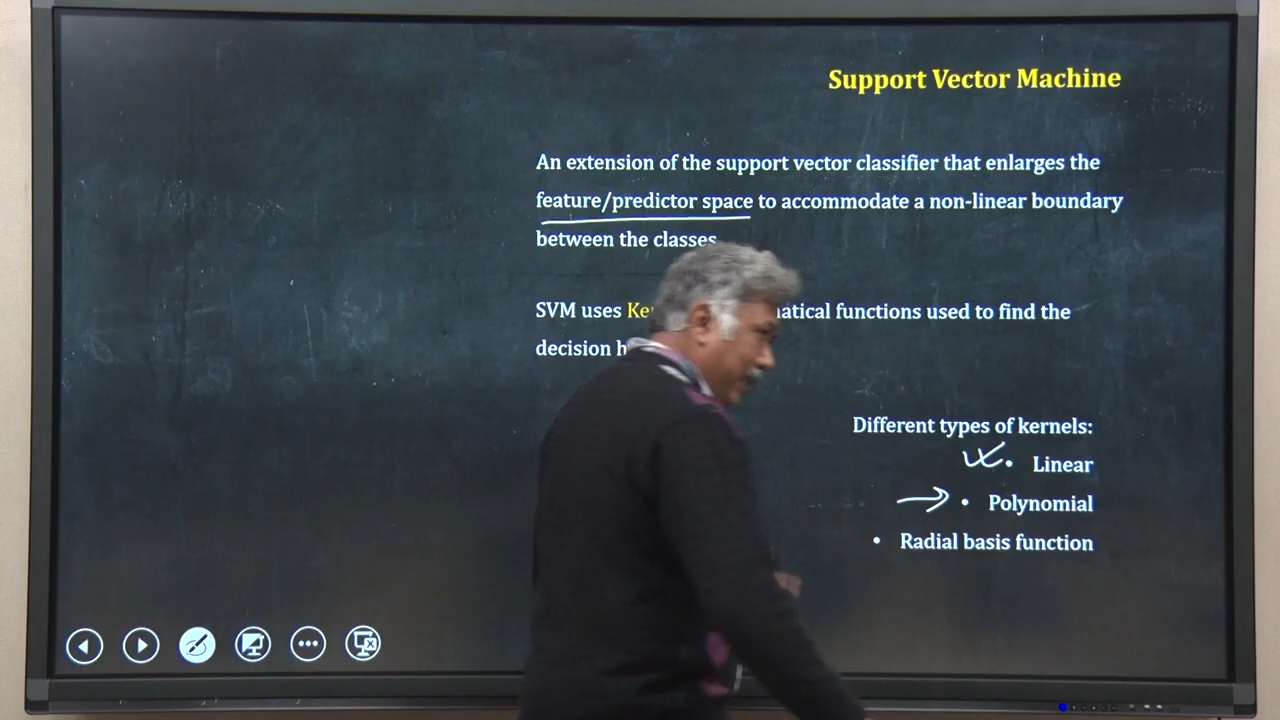 Support Vector Machine
An extension of the support vector classifier that enlarges the
feature/predictor space to accommodate a non-linear boundary
between the classes
SVM uses functions used to find the
decision
Different types of kernels:
• Linear
• Polynomial
• Radial basis function